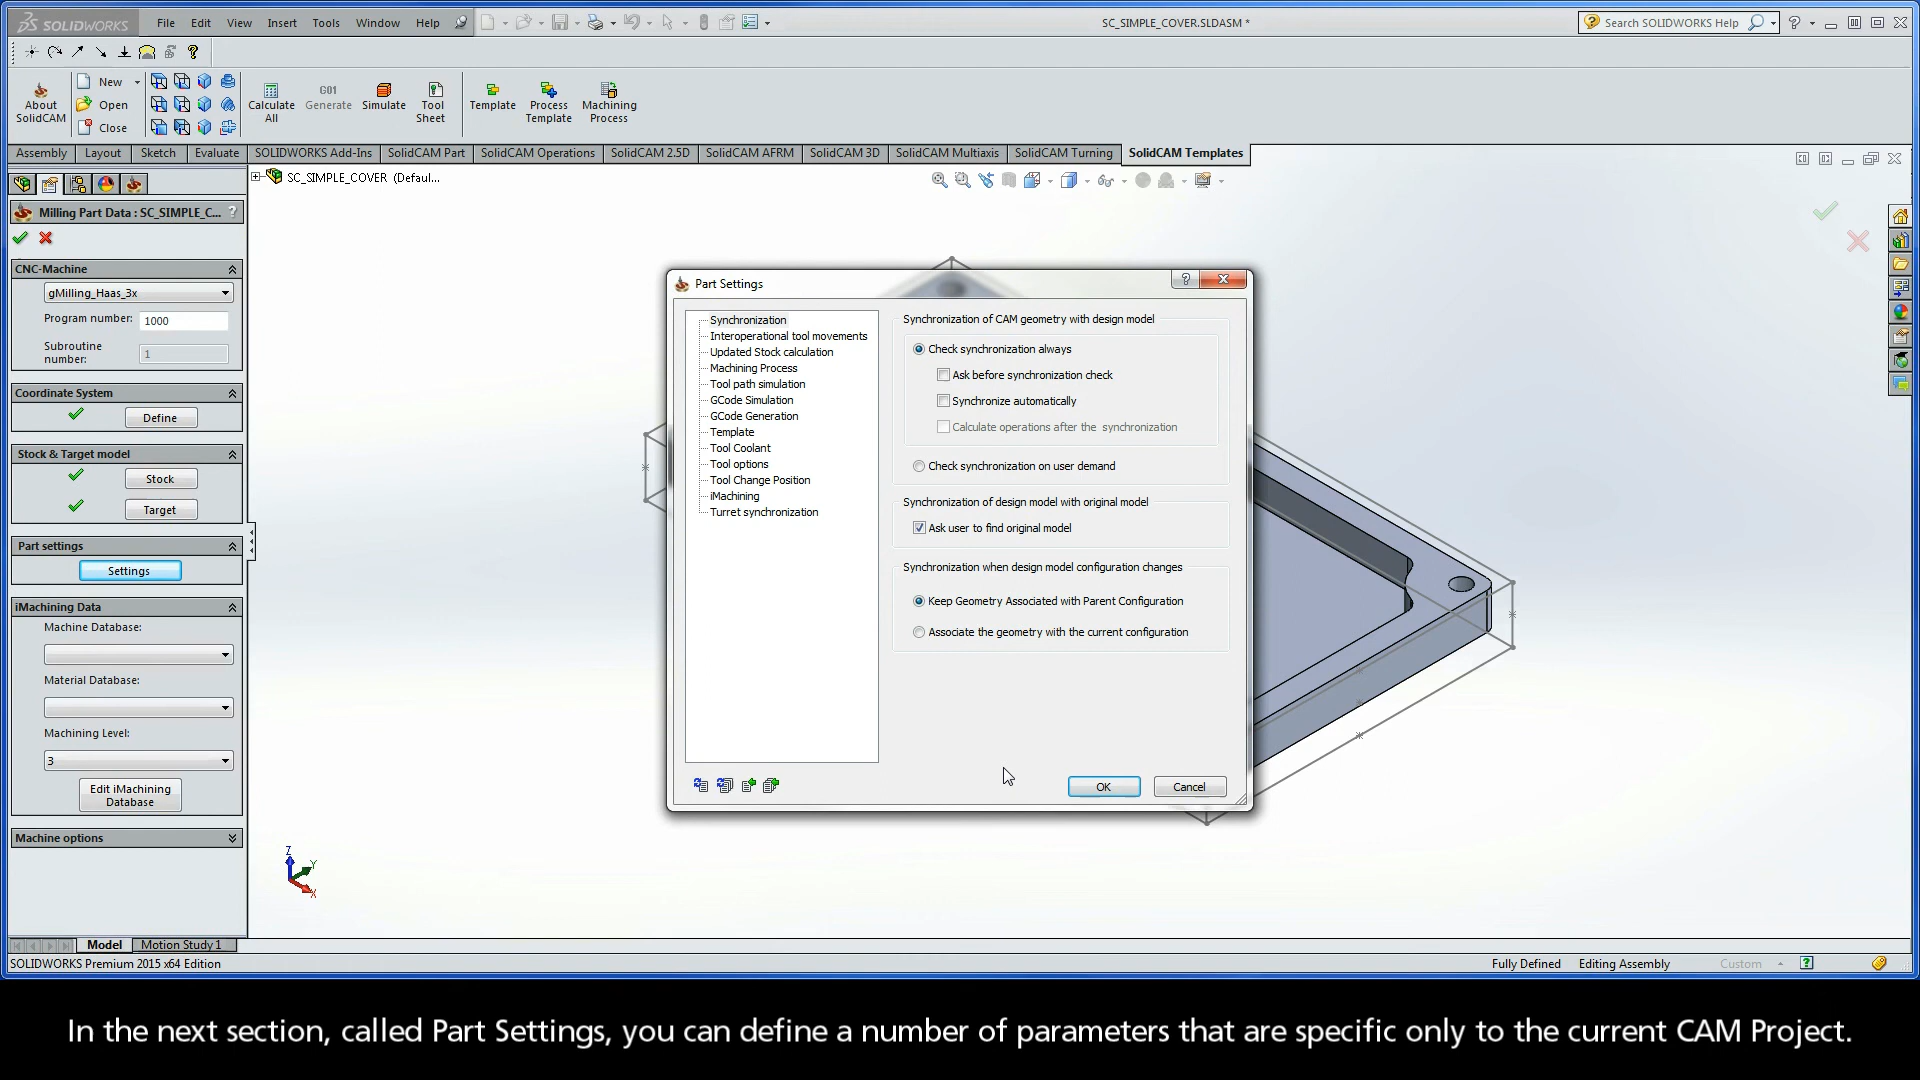 SOLIDWORKS File Edit View Insert Tools Window Help SC_SIMPLE_COVER.SLDASM * Search SOLIDWORKS Help
About SolidCAM
New
Open
Close
Calculate All
G01
Generate
Simulate
Tool Sheet
Template
Process Template
Machining Process
Assembly Layout Sketch Evaluate SOLIDWORKS Add-Ins SolidCAM Part SolidCAM Operations SolidCAM 2.5D SolidCAM AFRM SolidCAM 3D SolidCAM Multiaxis SolidCAM Turning SolidCAM Templates
SC_SIMPLE_COVER (Defaul...
Milling Part Data : SC_SIMPLE_C... ?
CNC-Machine
gMilling_Haas_3x
Program number: 1000
Subroutine number: 1
Coordinate System
Define
Stock & Target model
Stock
Target
Part settings
Settings
iMachining Data
Machine Database:
Material Database:
Machining Level:
3
Edit iMachining Database
Machine options
Part Settings
Synchronization
Interoperational tool movements
Updated Stock calculation
Machining Process
Tool path simulation
GCode Simulation
GCode Generation
Template
Tool Coolant
Tool options
Tool Change Position
iMachining
Turret synchronization
Synchronization of CAM geometry with design model
Check synchronization always
Ask before synchronization check
Synchronize automatically
Calculate operations after the synchronization
Check synchronization on user demand
Synchronization of design model with original model
Ask user to find original model
Synchronization when design model configuration changes
Keep Geometry Associated with Parent Configuration
Associate the geometry with the current configuration
OK Cancel
Z
Y
X
Model Motion Study 1
SOLIDWORKS Premium 2015 x64 Edition Fully Defined Editing Assembly Custom
In the next section, called Part Settings, you can define a number of parameters that are specific only to the current CAM Project.